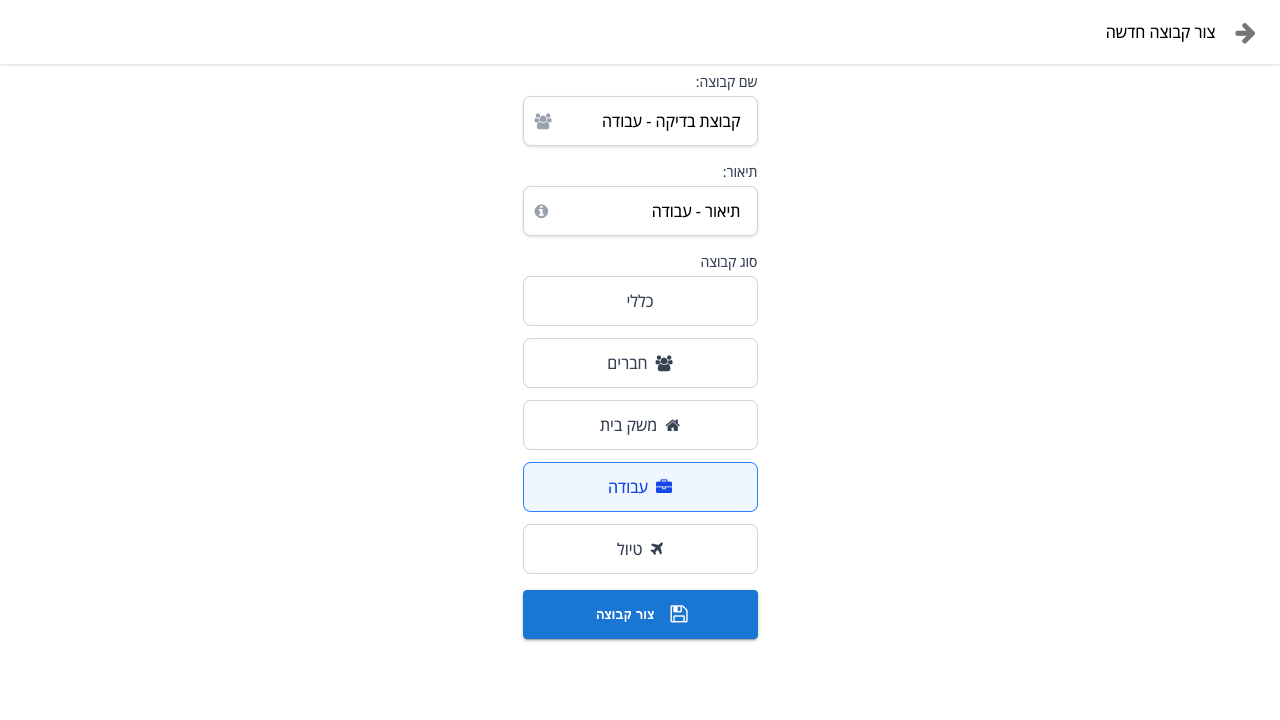 צור קבוצה חדשה
שם קבוצה:
קבוצת בדיקה - עבודה
תיאור:
תיאור - עבודה
סוג קבוצה
כללי
חברים
משק בית
עבודה
טיול
צור קבוצה